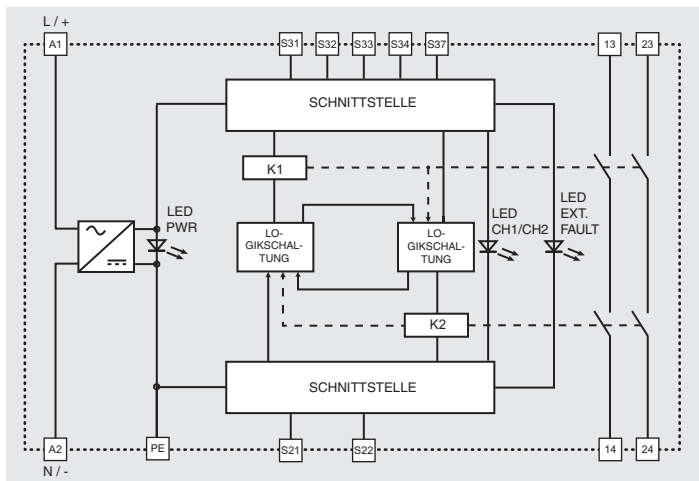 L / +
A1
S31
S32
S33
S34
S37
13
23
SCHNITTSTELLE
K1
LED
PWR
LO-
GIKSCHAL-
TUNG
LO-
GIKSCHAL-
TUNG
LED
CH1/CH2
LED
EXT.
FAULT
K2
SCHNITTSTELLE
A2
PE
S21
S22
14
24
N / -